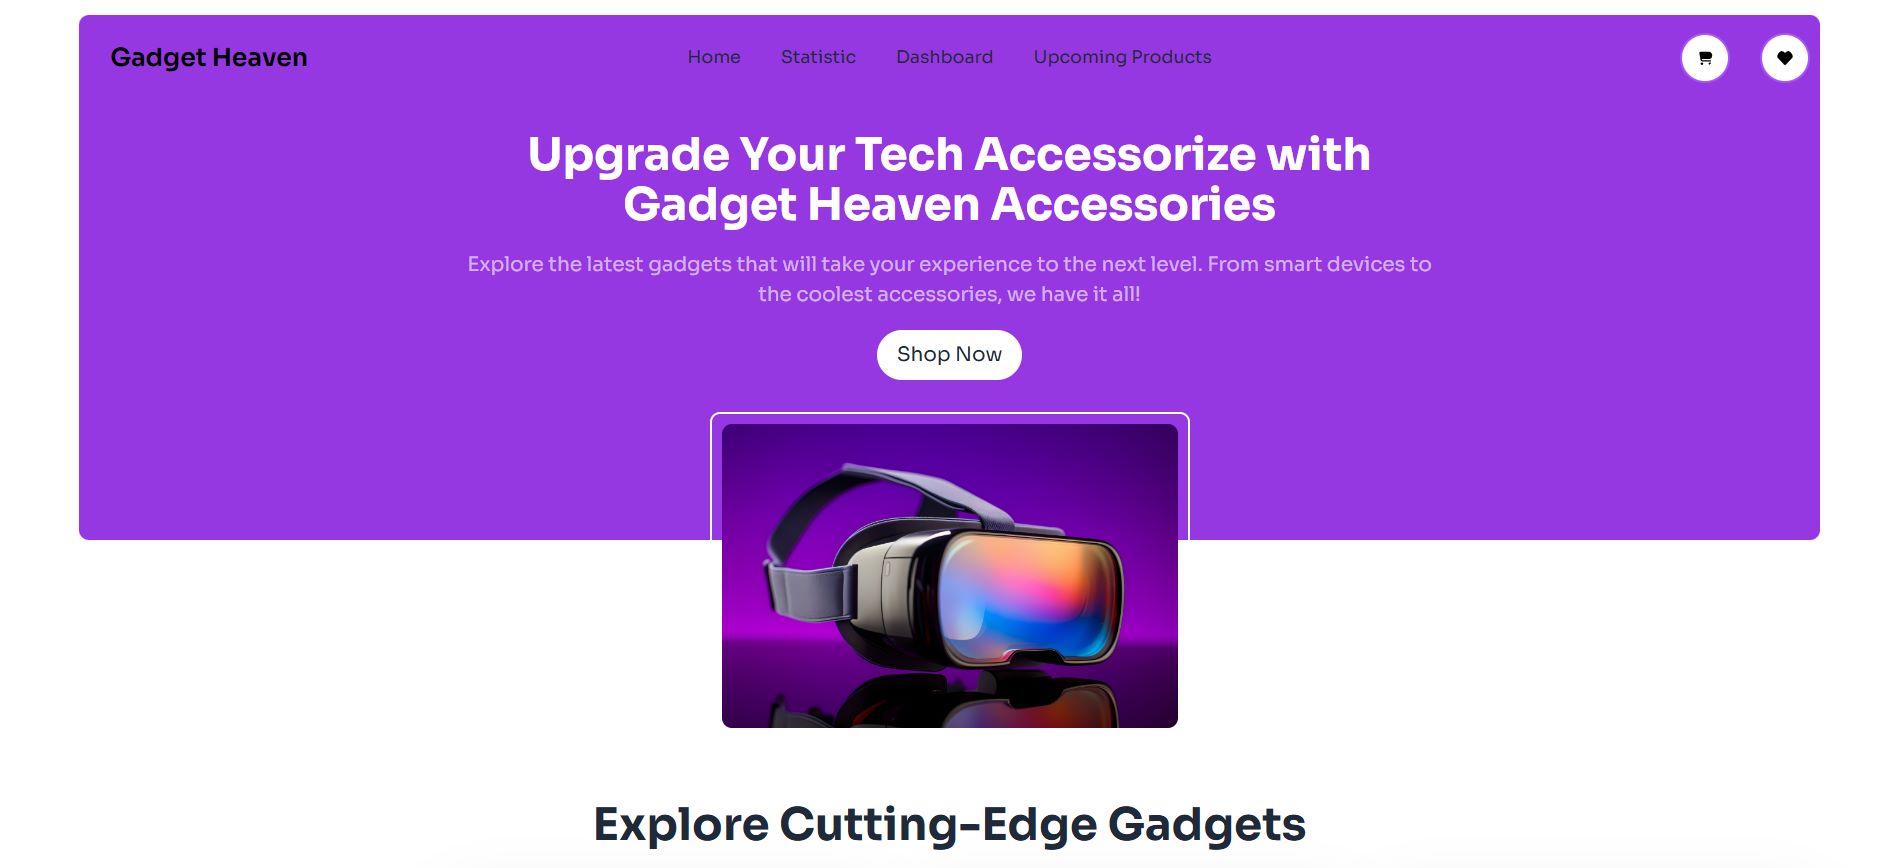 Gadget Heaven
Home
Statistic
Dashboard
Upcoming Products
Upgrade Your Tech Accessorize with
Gadget Heaven Accessories
Explore the latest gadgets that will take your experience to the next level. From smart devices to
the coolest accessories, we have it all!
Shop Now
Explore Cutting-Edge Gadgets